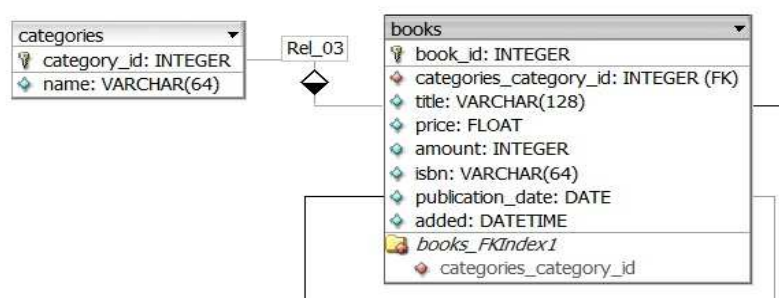 categories
category_id: INTEGER
name: VARCHAR(64)
Rel_03
books
book_id: INTEGER
categories_category_id: INTEGER (FK)
title: VARCHAR(128)
price: FLOAT
amount: INTEGER
isbn: VARCHAR(64)
publication_date: DATE
added: DATETIME
books_FKIndex1
categories_category_id